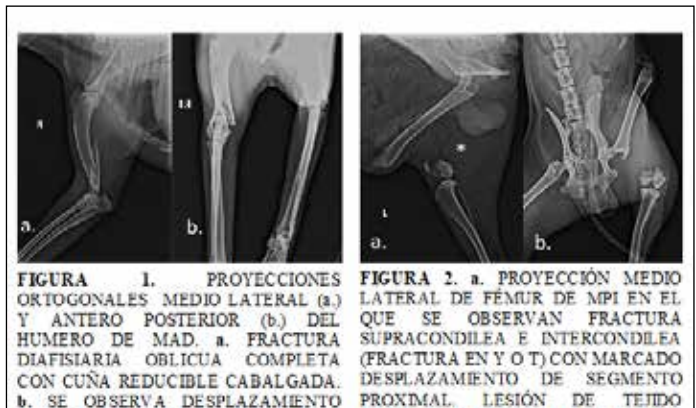 a.
b.
a.
*
b.
FIGURA 1. PROYECCIONES
ORTOGONALES MEDIO LATERAL (a.)
Y ANTERO POSTERIOR (b.) DEL
HUMERO DE MAD. a. FRACTURA
DIAFISIARIA OBLICUA COMPLETA
CON CUÑA REDUCIBLE CABALGADA.
b. SE OBSERVA DESPLAZAMIENTO
FIGURA 2. a. PROYECCIÓN MEDIO
LATERAL DE FÉMUR DE MPI EN EL
QUE SE OBSERVAN FRACTURA
SUPRACONDILEA E INTERCONDILEA
(FRACTURA EN Y O T) CON MARCADO
DESPLAZAMIENTO DE SEGMENTO
PROXIMAL. LESIÓN DE TEJIDO